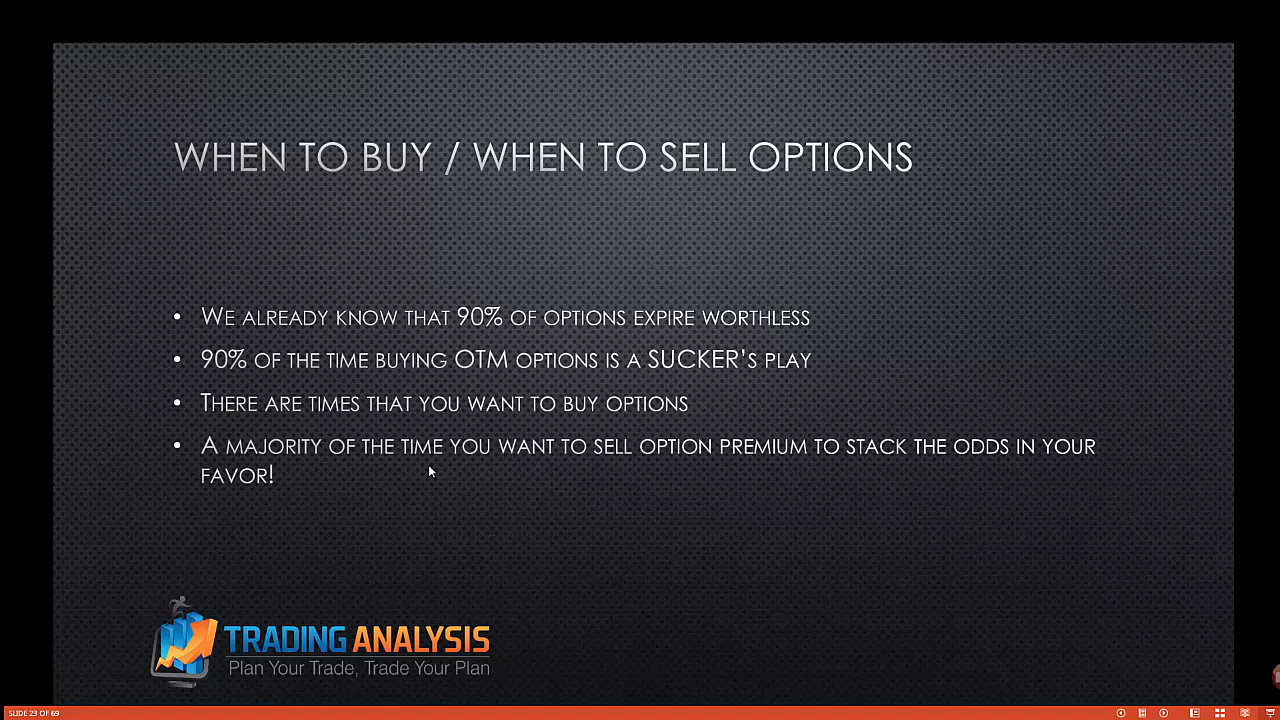 WHEN TO BUY / WHEN TO SELL OPTIONS
• WE ALREADY KNOW THAT 90% OF OPTIONS EXPIRE WORTHLESS
• 90% OF THE TIME BUYING OTM OPTIONS IS A SUCKER'S PLAY
• THERE ARE TIMES THAT YOU WANT TO BUY OPTIONS
• A MAJORITY OF THE TIME YOU WANT TO SELL OPTION PREMIUM TO STACK THE ODDS IN YOUR
FAVOR!
TRADING ANALYSIS
Plan Your Trade, Trade Your Plan
SLIDE 23 OF 69